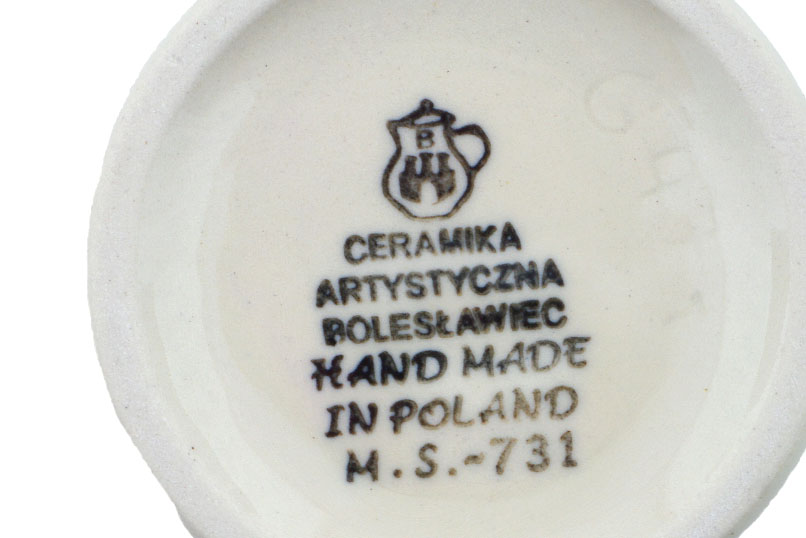 B
CERAMIKA
ARTYSTYCZNA
BOLESŁAWIEC
HAND MADE
IN POLAND
M.S.-731